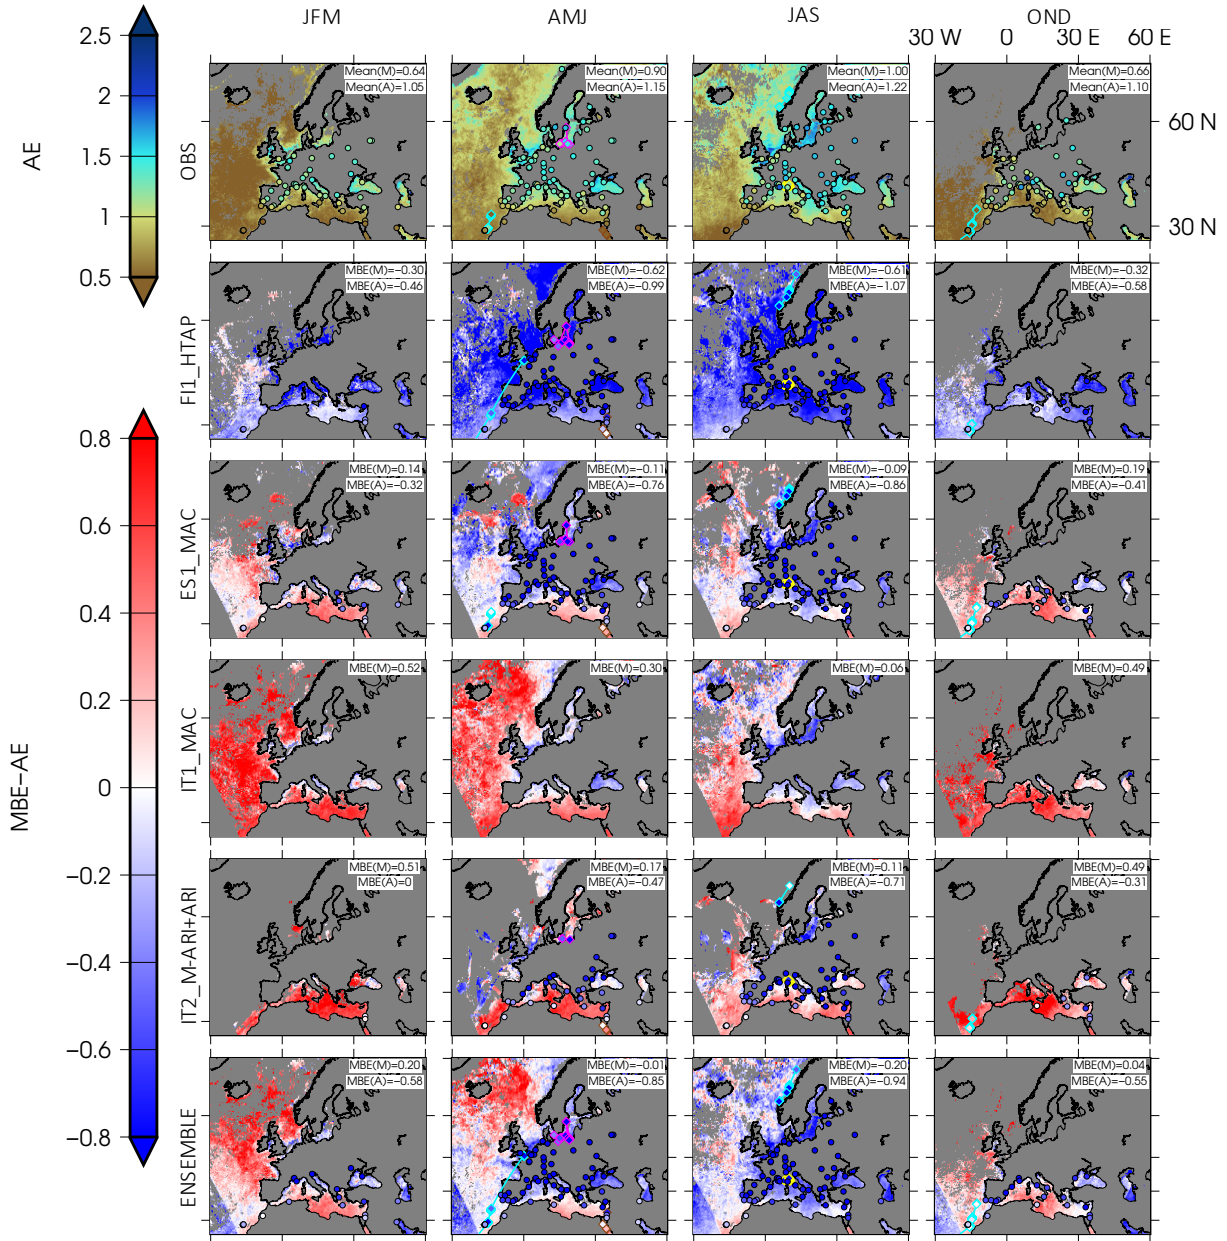 JFM AMJ JAS OND
30 W 0 30 E 60 E
2.5
2
1.5
1
0.5
AE
OBS
Mean(M)=0.64
Mean(A)=1.05
Mean(M)=0.90
Mean(A)=1.15
Mean(M)=1.00
Mean(A)=1.22
Mean(M)=0.66
Mean(A)=1.10
60 N
30 N
FI1_HTAP
MBE(M)=−0.30
MBE(A)=−0.46
MBE(M)=−0.62
MBE(A)=−0.99
MBE(M)=−0.61
MBE(A)=−1.07
MBE(M)=−0.32
MBE(A)=−0.58
0.8
0.6
0.4
0.2
0
−0.2
−0.4
−0.6
−0.8
MBE−AE
ES1_MAC
MBE(M)=0.14
MBE(A)=−0.32
MBE(M)=−0.11
MBE(A)=−0.76
MBE(M)=−0.09
MBE(A)=−0.86
MBE(M)=0.19
MBE(A)=−0.41
IT1_MAC
MBE(M)=0.52
MBE(M)=0.30
MBE(M)=0.06
MBE(M)=0.49
IT2_M-ARI+ARI
MBE(M)=0.51
MBE(A)=0
MBE(M)=0.17
MBE(A)=−0.47
MBE(M)=0.11
MBE(A)=−0.71
MBE(M)=0.49
MBE(A)=−0.31
ENSEMBLE
MBE(M)=0.20
MBE(A)=−0.58
MBE(M)=−0.01
MBE(A)=−0.85
MBE(M)=−0.20
MBE(A)=−0.94
MBE(M)=0.04
MBE(A)=−0.55